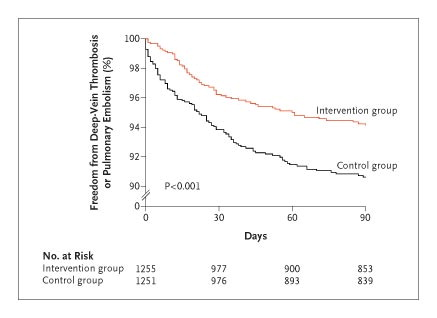 Freedom from Deep-Vein Thrombosis
or Pulmonary Embolism (%)
100
98
96
94
92
90
0
Intervention group
Control group
P<0.001
0 30 60 90
Days
No. at Risk
Intervention group 1255 977 900 853
Control group 1251 976 893 839